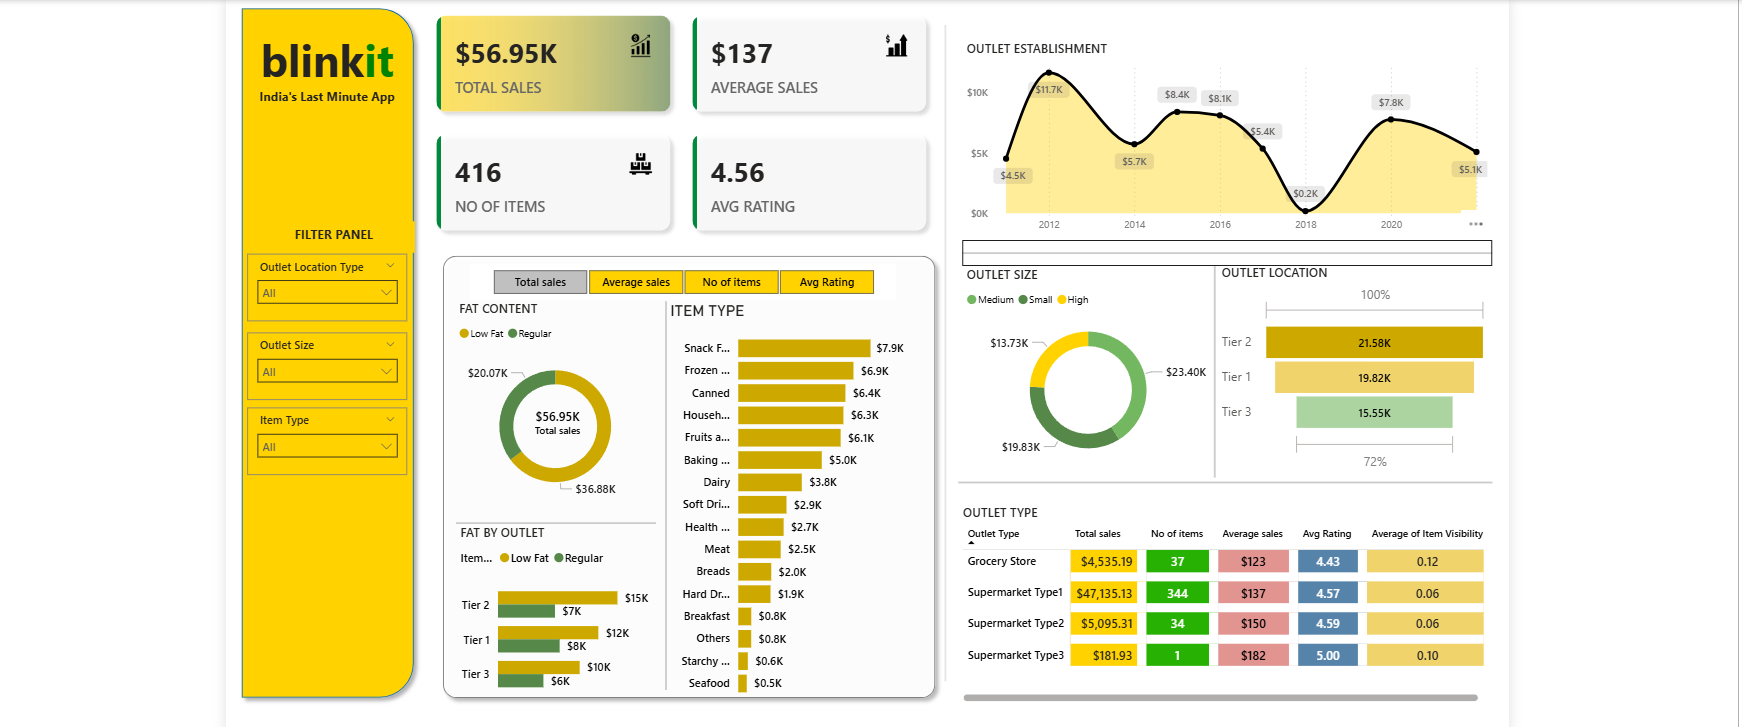 blinkit
India's Last Minute App
FILTER PANEL
Outlet Location Type
All
Outlet Size
All
Item Type
All
$56.95K
TOTAL SALES
$137
AVERAGE SALES
416
NO OF ITEMS
4.56
AVG RATING
Total sales
Average sales
No of items
Avg Rating
FAT CONTENT
Low Fat
Regular
$20.07K
$56.95K
Total sales
$36.88K
FAT BY OUTLET
Item...
Low Fat
Regular
Tier 2
$15K
$7K
Tier 1
$12K
$8K
Tier 3
$10K
$6K
ITEM TYPE
Snack F... $7.9K
Frozen ... $6.9K
Canned $6.4K
Househ... $6.3K
Fruits a... $6.1K
Baking ... $5.0K
Dairy $3.8K
Soft Dri... $2.9K
Health ... $2.7K
Meat $2.5K
Breads $2.0K
Hard Dr... $1.9K
Breakfast $0.8K
Others $0.8K
Starchy ... $0.6K
Seafood $0.5K
OUTLET ESTABLISHMENT
$10K
$5K
$0K
$4.5K
$11.7K
$5.7K
$8.4K
$8.1K
$5.4K
$0.2K
$7.8K
$5.1K
2012 2014 2016 2018 2020 ...
OUTLET SIZE
Medium Small High
$13.73K
$23.40K
$19.83K
OUTLET LOCATION
100%
Tier 2 21.58K
Tier 1 19.82K
Tier 3 15.55K
72%
OUTLET TYPE
Outlet Type Total sales No of items Average sales Avg Rating Average of Item Visibility
Grocery Store $4,535.19 37 $123 4.43 0.12
Supermarket Type1 $47,135.13 344 $137 4.57 0.06
Supermarket Type2 $5,095.31 34 $150 4.59 0.06
Supermarket Type3 $181.93 1 $182 5.00 0.10